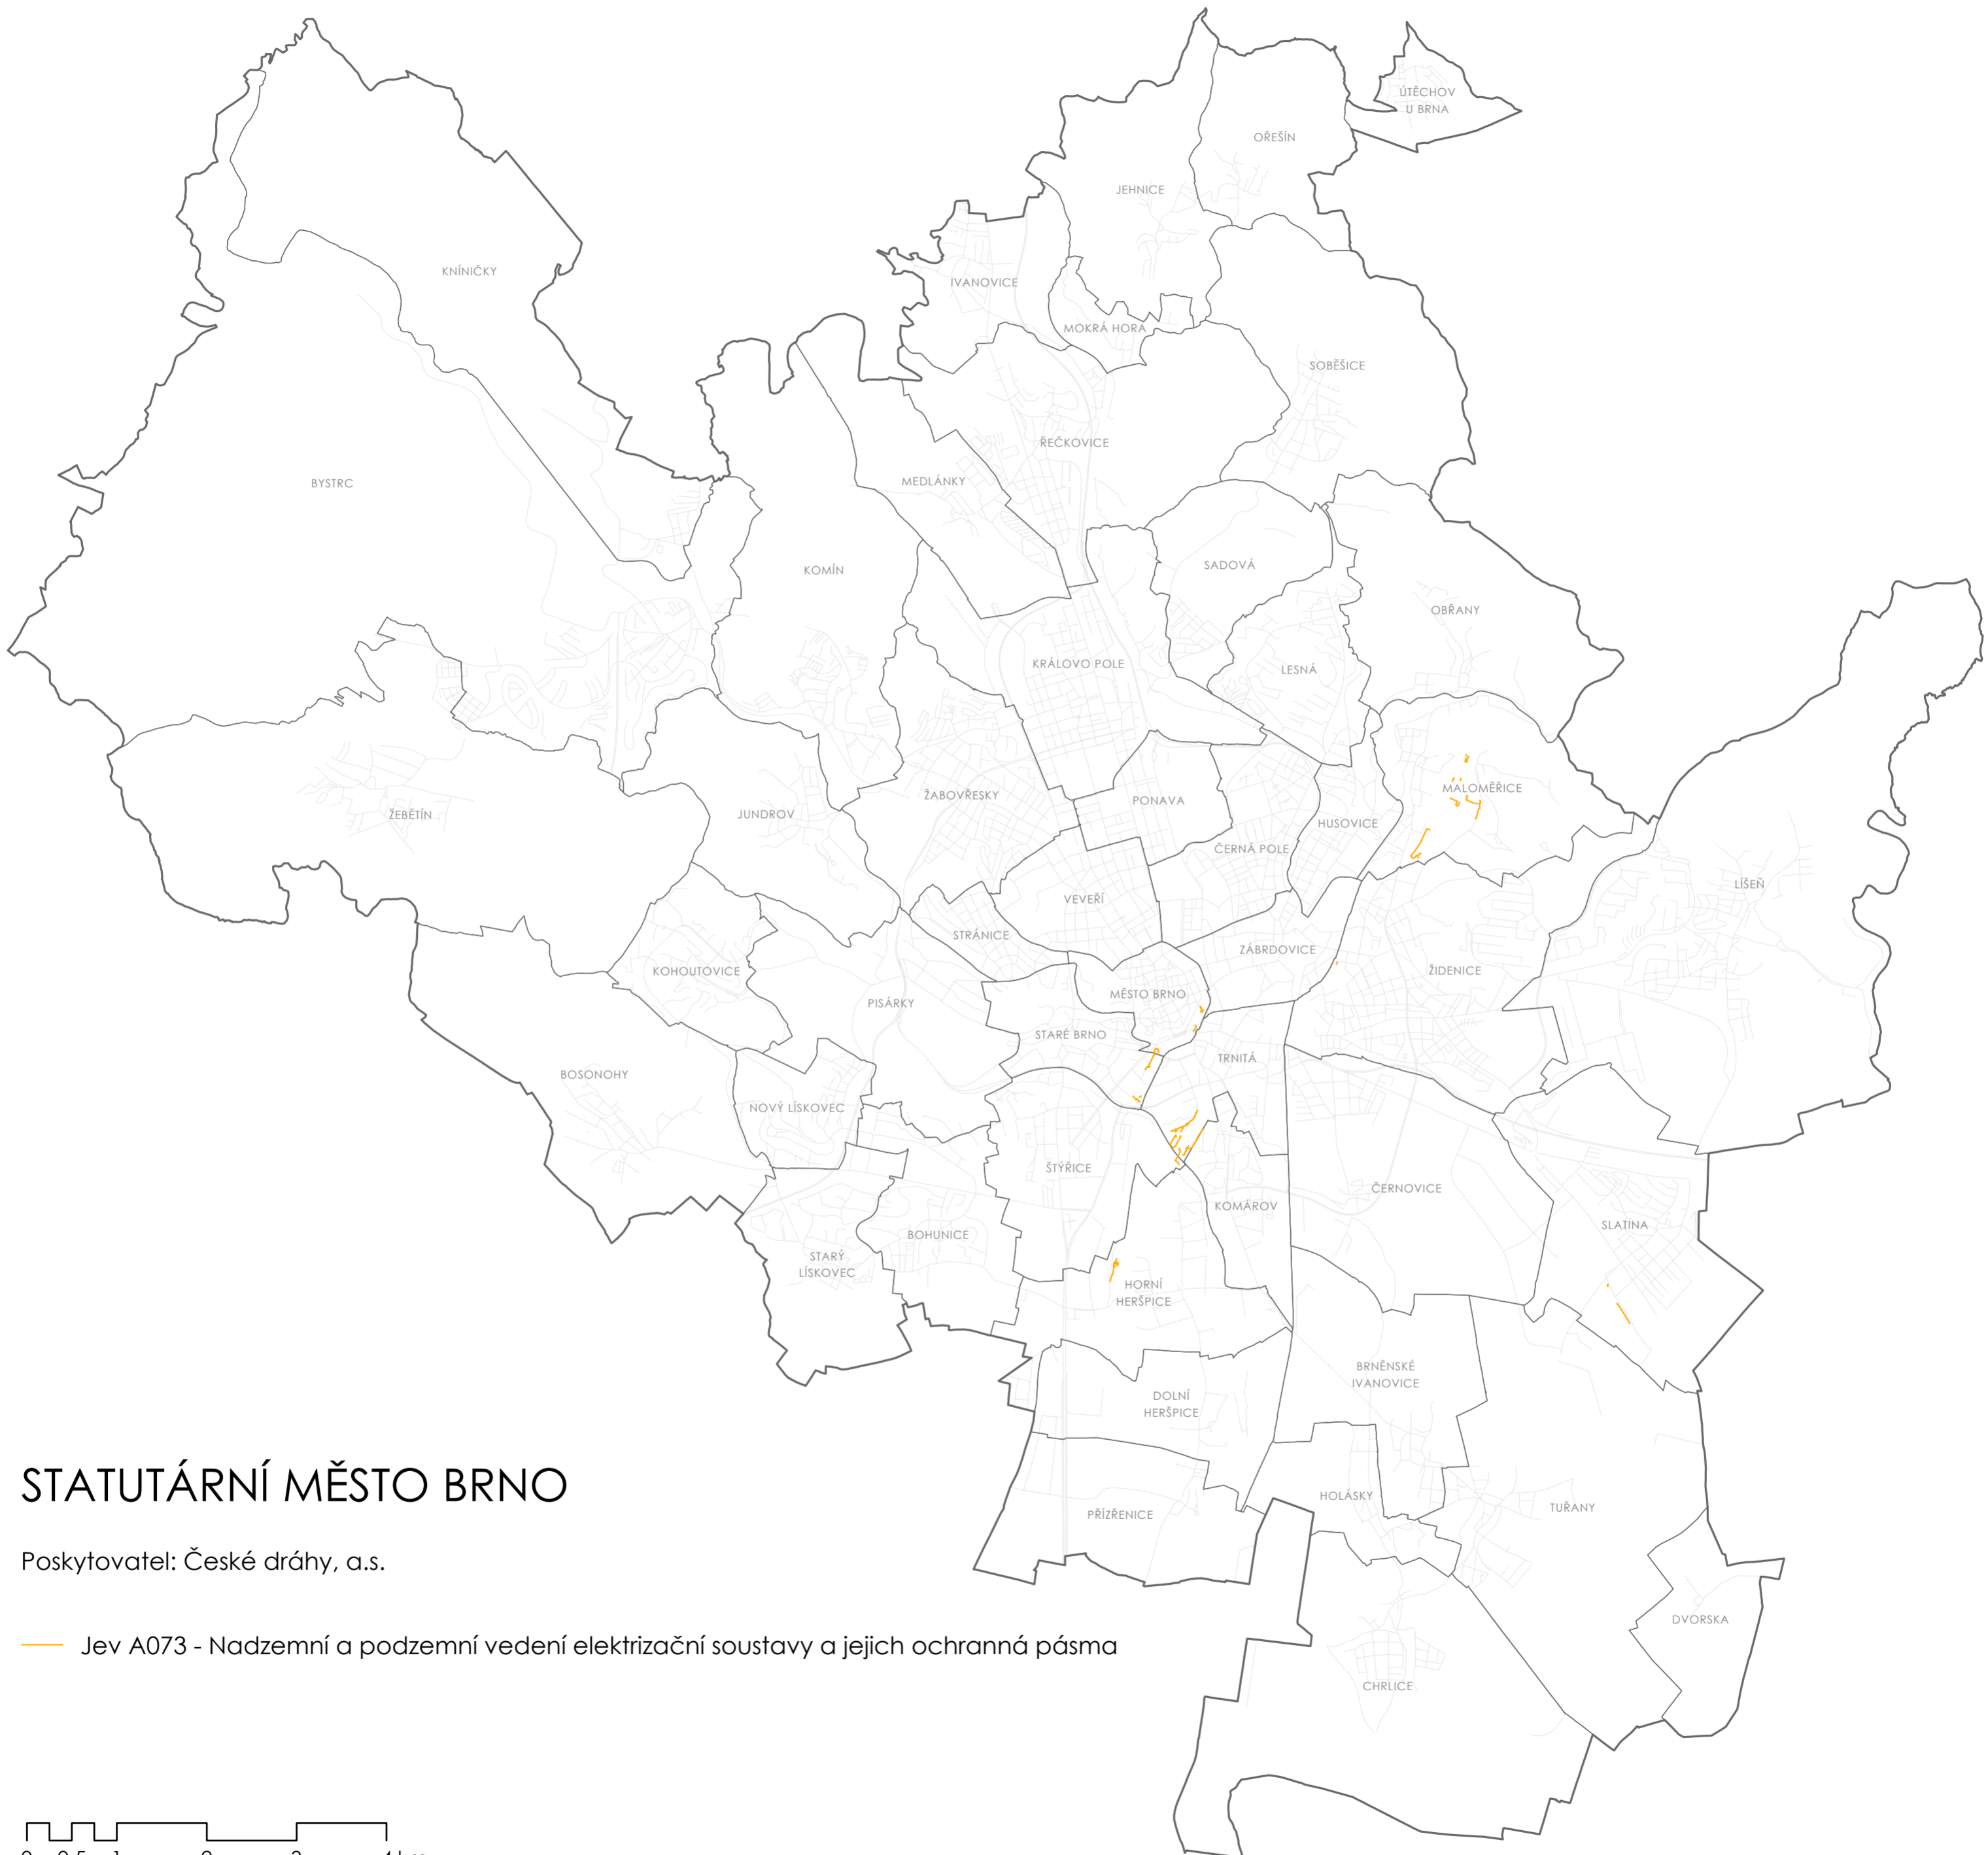 ÚTĚCHOV
U BRNA
OŘEŠÍN
JEHNICE
KNÍNIČKY
IVANOVICE
MOKRÁ HORA
SOBĚŠICE
ŘEČKOVICE
BYSTRC
MEDLÁNKY
KOMÍN
SADOVÁ
OBŘANY
KRÁLOVO POLE
LESNÁ
MALOMĚŘICE
ŽABOVŘESKY
PONAVA
ŽEBĚTÍN
JUNDROV
HUSOVICE
ČERNÁ POLE
LÍŠEŇ
VEVEŘÍ
STRÁNICE
ZÁBRDOVICE
KOHOUTOVICE
ŽIDENICE
MĚSTO BRNO
PISÁRKY
STARÉ BRNO
TRNITÁ
BOSONOHY
NOVÝ LÍSKOVEC
ŠTÝŘICE
ČERNOVICE
KOMÁROV
SLATINA
BOHUNICE
STARÝ
LÍSKOVEC
HORNÍ
HERŠPICE
BRNĚNSKÉ
IVANOVICE
DOLNÍ
HERŠPICE
HOLÁSKY
TUŘANY
PŘÍZŘENICE
DVORSKA
CHRLICE
STATUTÁRNÍ MĚSTO BRNO
Poskytovatel: České dráhy, a.s.
Jev A073 - Nadzemní a podzemní vedení elektrizační soustavy a jejich ochranná pásma